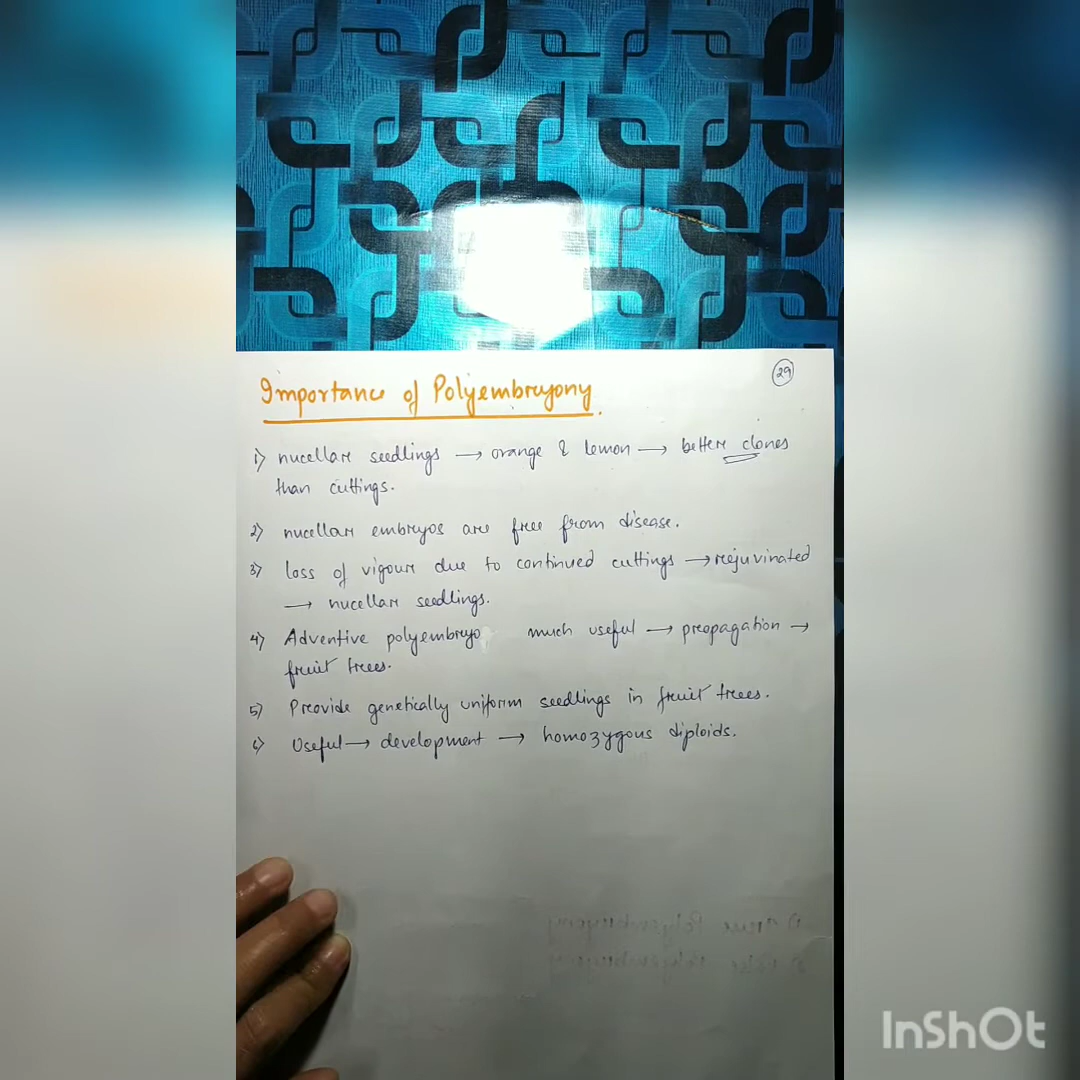 29
Importance of Polyembryony.
1) nucellar seedlings → orange & lemon → better clones
than cuttings.
2) nucellar embryos are free from disease.
3) loss of vigour due to continued cuttings → rejuvinated
→ nucellar seedlings.
4) Adventive polyembryo much useful → propagation →
fruit trees.
5) Provide genetically uniform seedlings in fruit trees.
6) Useful → development → homozygous diploids.
InShOt